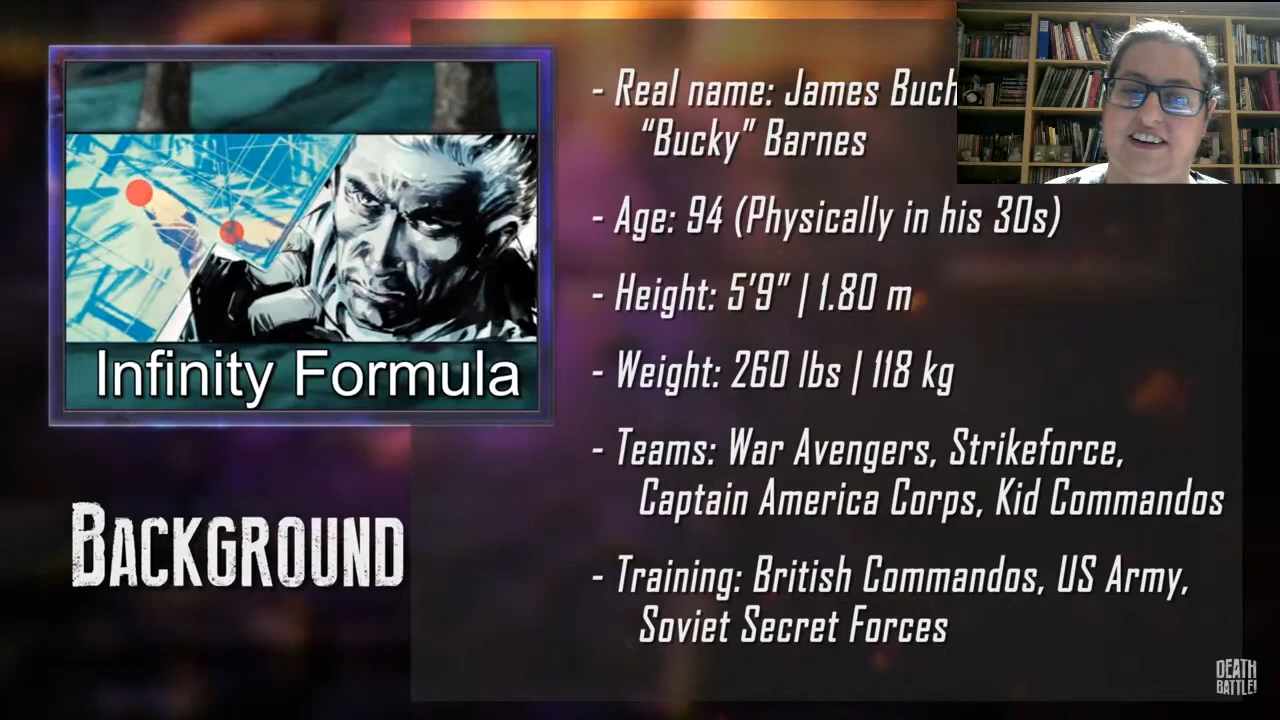 - Real name: James Buch
"Bucky" Barnes
- Age: 94 (Physically in his 30s)
- Height: 5'9" | 1.80 m
- Weight: 260 lbs | 118 kg
- Teams: War Avengers, Strikeforce,
Captain America Corps, Kid Commandos
- Training: British Commandos, US Army,
Soviet Secret Forces
Infinity Formula
BACKGROUND
DEATH
BATTLE!